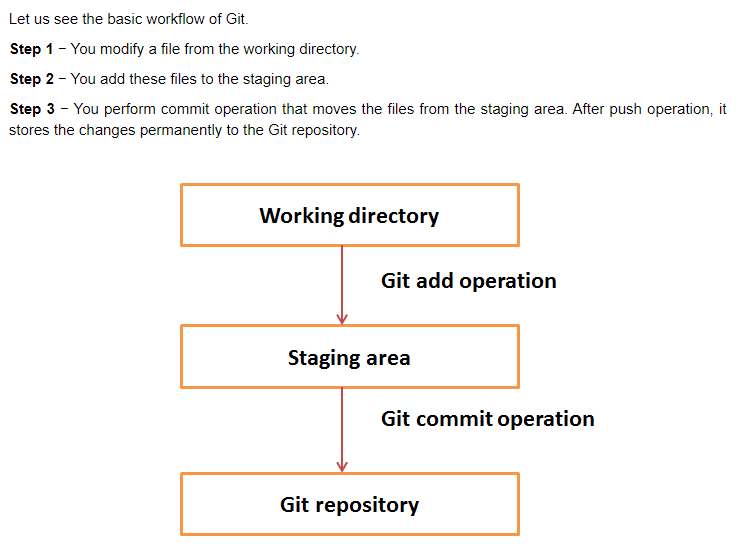 Let us see the basic workflow of Git.
Step 1 − You modify a file from the working directory.
Step 2 − You add these files to the staging area.
Step 3 − You perform commit operation that moves the files from the staging area. After push operation, it
stores the changes permanently to the Git repository.
Working directory
Git add operation
Staging area
Git commit operation
Git repository